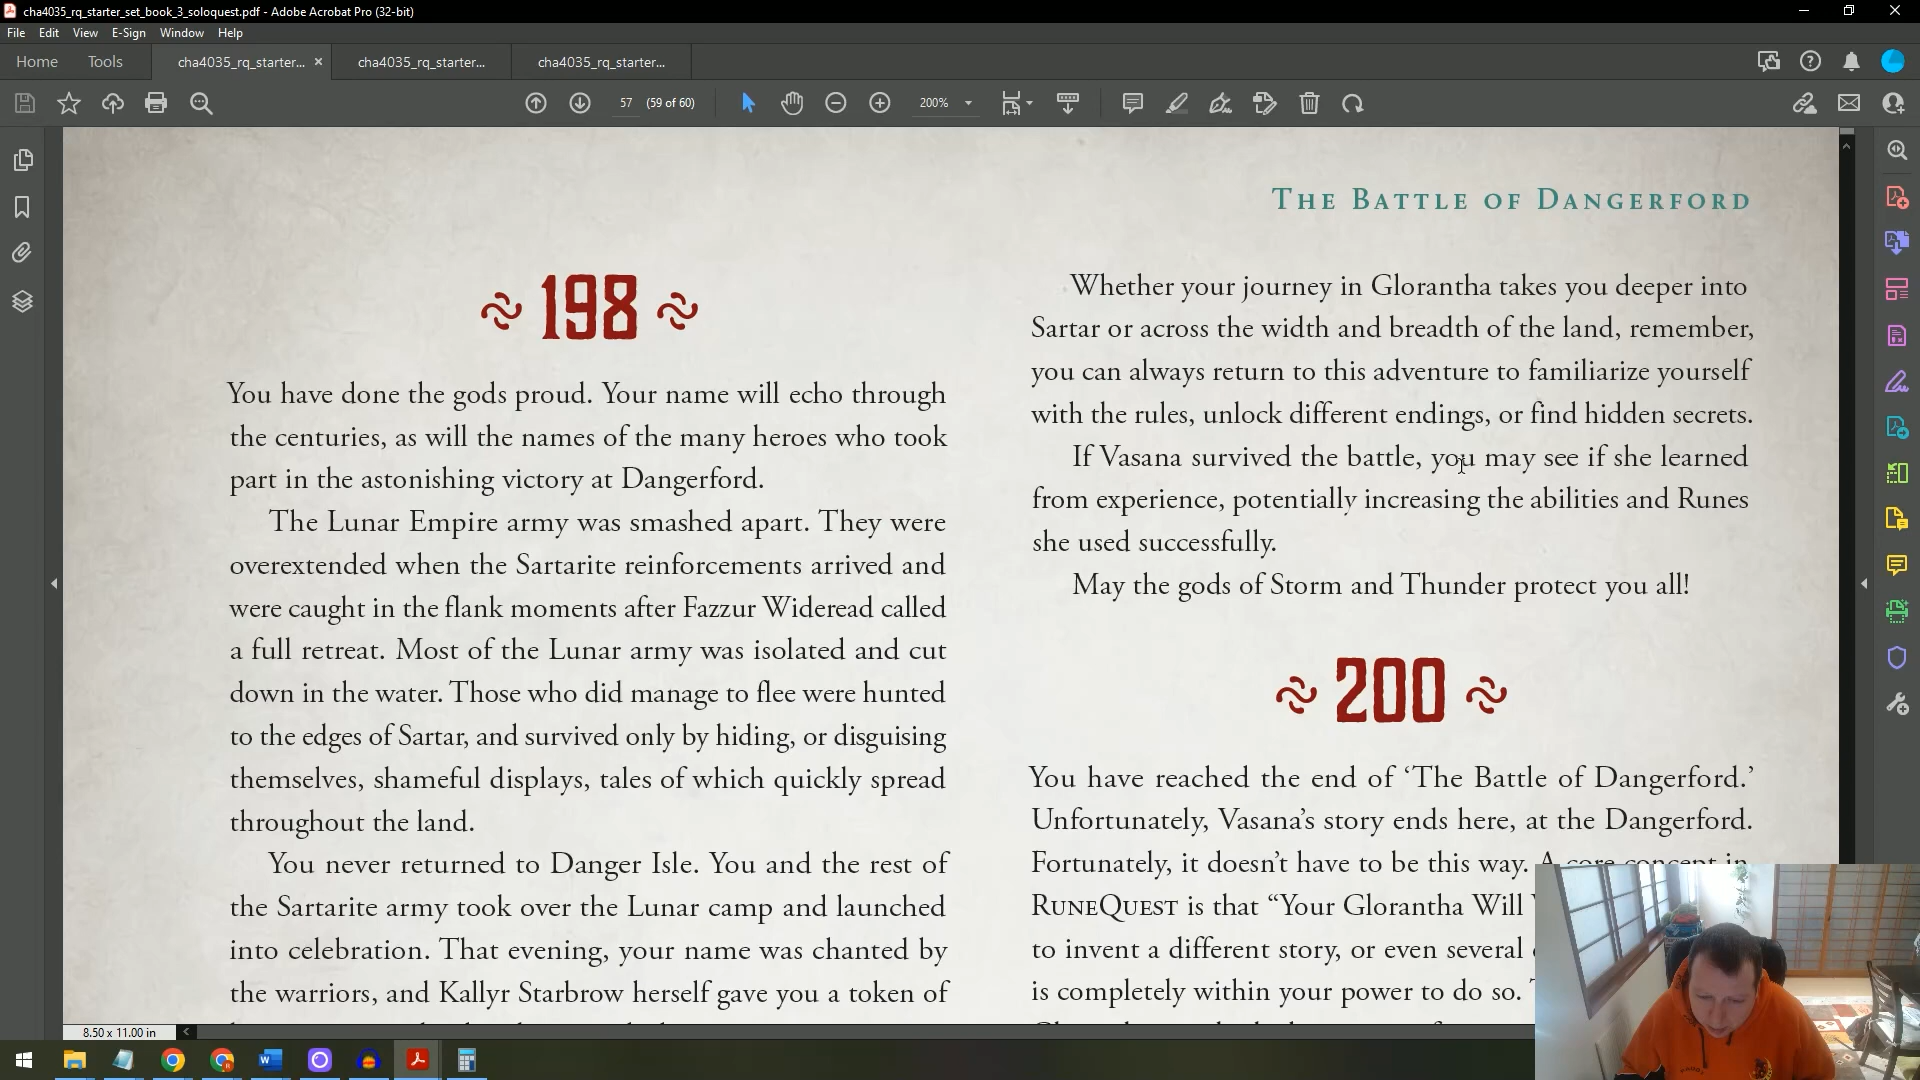 cha4035_rq_starter_set_book_3_soloquest.pdf - Adobe Acrobat Pro (32-bit)
File Edit View E-Sign Window Help
Home Tools cha4035_rq_starter... × cha4035_rq_starter... cha4035_rq_starter...
57 (59 of 60) 200%
198
You have done the gods proud. Your name will echo through
the centuries, as will the names of the many heroes who took
part in the astonishing victory at Dangerford.
The Lunar Empire army was smashed apart. They were
overextended when the Sartarite reinforcements arrived and
were caught in the flank moments after Fazzur Wideread called
a full retreat. Most of the Lunar army was isolated and cut
down in the water. Those who did manage to flee were hunted
to the edges of Sartar, and survived only by hiding, or disguising
themselves, shameful displays, tales of which quickly spread
throughout the land.
You never returned to Danger Isle. You and the rest of
the Sartarite army took over the Lunar camp and launched
into celebration. That evening, your name was chanted by
the warriors, and Kallyr Starbrow herself gave you a token of
The Battle of Dangerford
Whether your journey in Glorantha takes you deeper into
Sartar or across the width and breadth of the land, remember,
you can always return to this adventure to familiarize yourself
with the rules, unlock different endings, or find hidden secrets.
If Vasana survived the battle, you may see if she learned
from experience, potentially increasing the abilities and Runes
she used successfully.
May the gods of Storm and Thunder protect you all!
200
You have reached the end of ‘The Battle of Dangerford.’
Unfortunately, Vasana’s story ends here, at the Dangerford.
Fortunately, it doesn’t have to be this way. A core concept in
RuneQuest is that “Your Glorantha Will
to invent a different story, or even several
is completely within your power to do so.
8.50 x 11.00 in